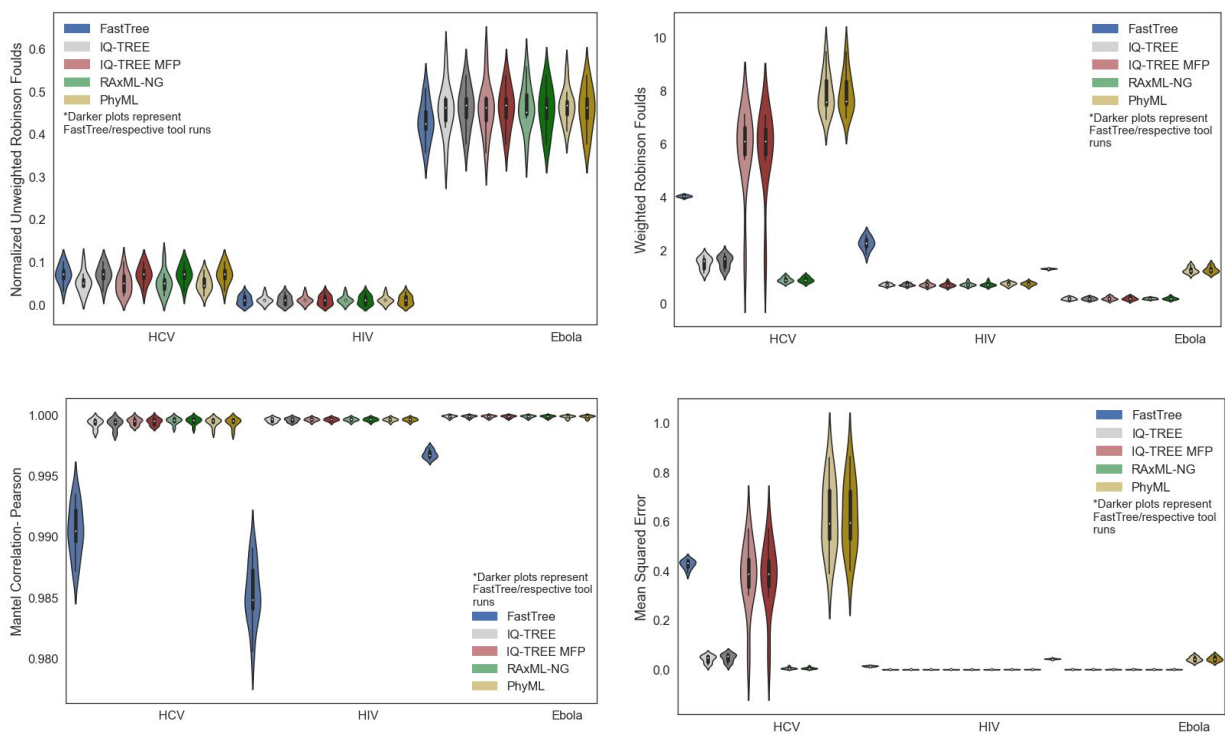 Normalized Unweighted Robinson Foulds
0.6
0.5
0.4
0.3
0.2
0.1
0.0
FastTree
IQ-TREE
IQ-TREE MFP
RAxML-NG
PhyML
*Darker plots represent
FastTree/respective tool runs
HCV
HIV
Ebola
Weighted Robinson Foulds
10
8
6
4
2
0
FastTree
IQ-TREE
IQ-TREE MFP
RAxML-NG
PhyML
*Darker plots represent
FastTree/respective tool
runs
HCV
HIV
Ebola
Mantel Correlation- Pearson
1.000
0.995
0.990
0.985
0.980
*Darker plots represent
FastTree/respective tool
runs
FastTree
IQ-TREE
IQ-TREE MFP
RAxML-NG
PhyML
HCV
HIV
Ebola
Mean Squared Error
1.0
0.8
0.6
0.4
0.2
0.0
FastTree
IQ-TREE
IQ-TREE MFP
RAxML-NG
PhyML
*Darker plots represent
FastTree/respective tool
runs
HCV
HIV
Ebola